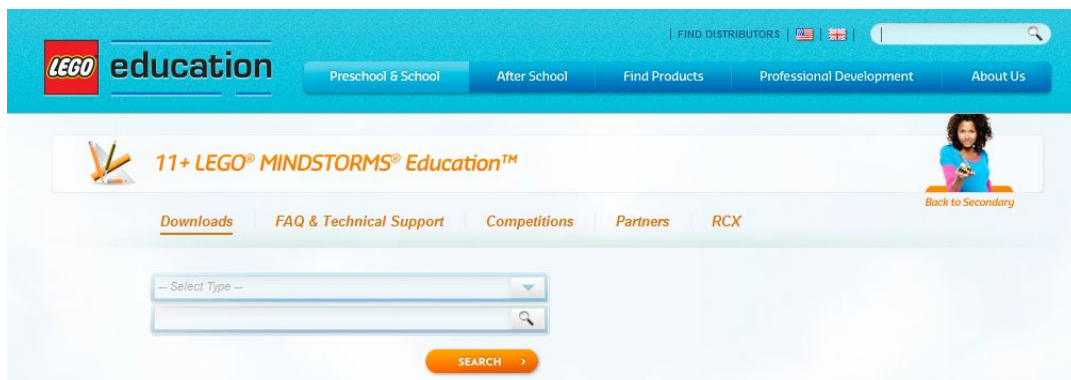 | FIND DISTRIBUTORS | | |
LEGO education
Preschool & School After School Find Products Professional Development About Us
11+ LEGO® MINDSTORMS® Education™
Back to Secondary
Downloads FAQ & Technical Support Competitions Partners RCX
-- Select Type --
SEARCH >